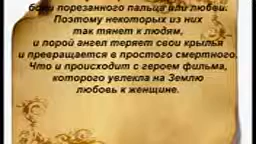 боли порезанного пальца или любви.
Поэтому некоторых из них
так тянет к людям,
и порой ангел теряет свои крылья
и превращается в простого смертного.
Что и происходит с героем фильма,
которого увлекла на Землю
любовь к женщине.